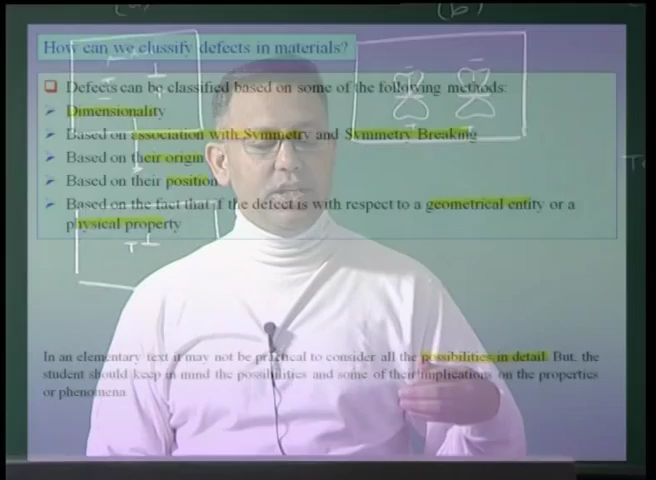 (b)
How can we classify defects in materials?
Defects can be classified based on some of the following methods:
Dimensionality
Based on association with Symmetry and Symmetry Breaking
Based on their origin
Based on their position
Based on the fact that if the defect is with respect to a geometrical entity or a
physical property
In an elementary text it may not be practical to consider all the possibilities in detail. But, the
student should keep in mind the possibilities and some of their implications on the properties
or phenomena